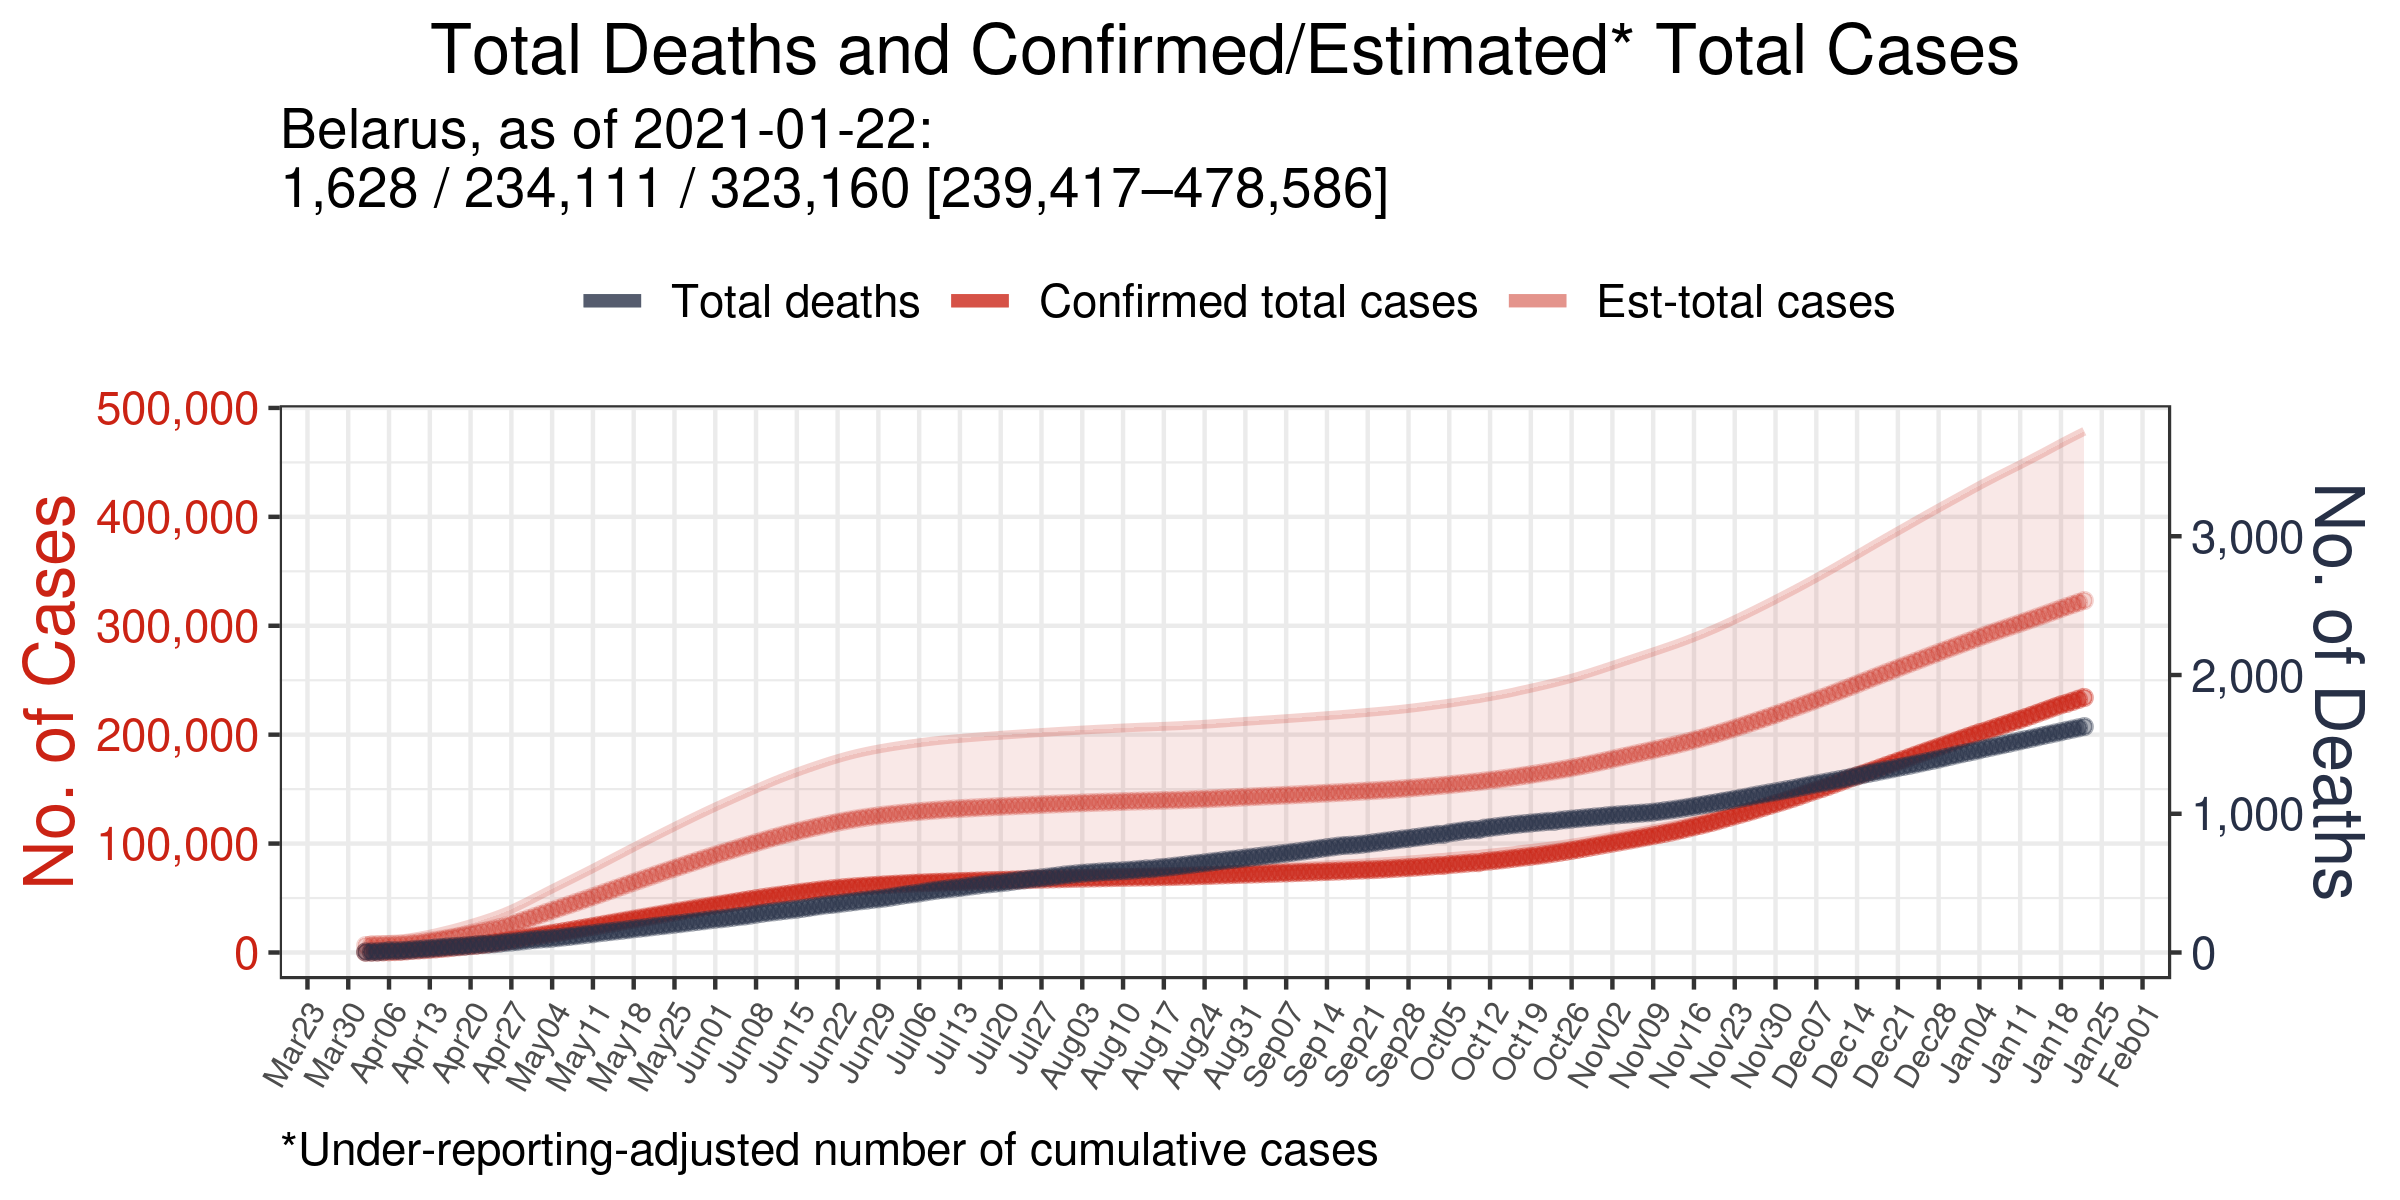 Total Deaths and Confirmed/Estimated* Total Cases
Belarus, as of 2021-01-22:
1,628 / 234,111 / 323,160 [239,417–478,586]
Total deaths
Confirmed total cases
Est-total cases
No. of Cases
500,000
400,000
300,000
200,000
100,000
0
3,000
2,000
1,000
0
No. of Deaths
Mar23
Mar30
Apr06
Apr13
Apr20
Apr27
May04
May11
May18
May25
Jun01
Jun08
Jun15
Jun22
Jun29
Jul06
Jul13
Jul20
Jul27
Aug03
Aug10
Aug17
Aug24
Aug31
Sep07
Sep14
Sep21
Sep28
Oct05
Oct12
Oct19
Oct26
Nov02
Nov09
Nov16
Nov23
Nov30
Dec07
Dec14
Dec21
Dec28
Jan04
Jan11
Jan18
Jan25
Feb01
*Under-reporting-adjusted number of cumulative cases